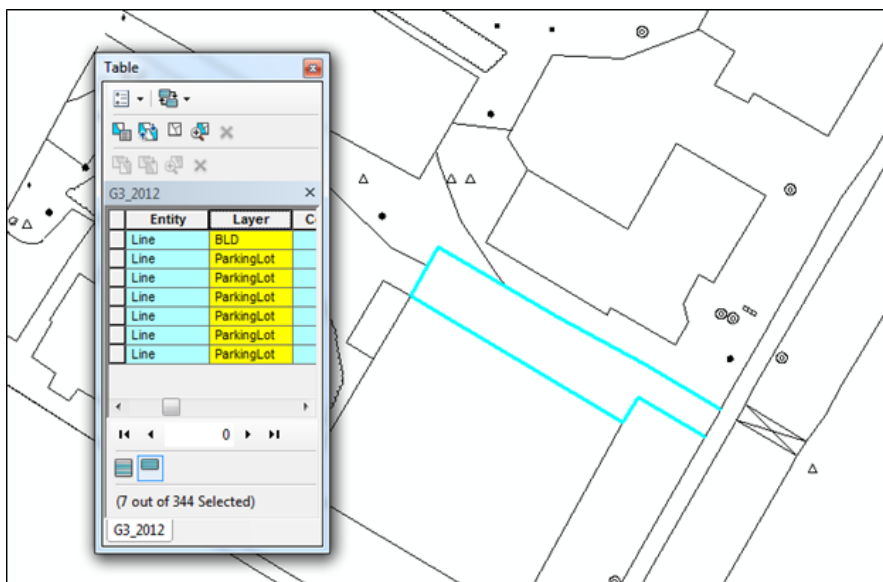 Table
G3_2012
Entity Layer C
Line BLD
Line ParkingLot
Line ParkingLot
Line ParkingLot
Line ParkingLot
Line ParkingLot
Line ParkingLot
0
(7 out of 344 Selected)
G3_2012